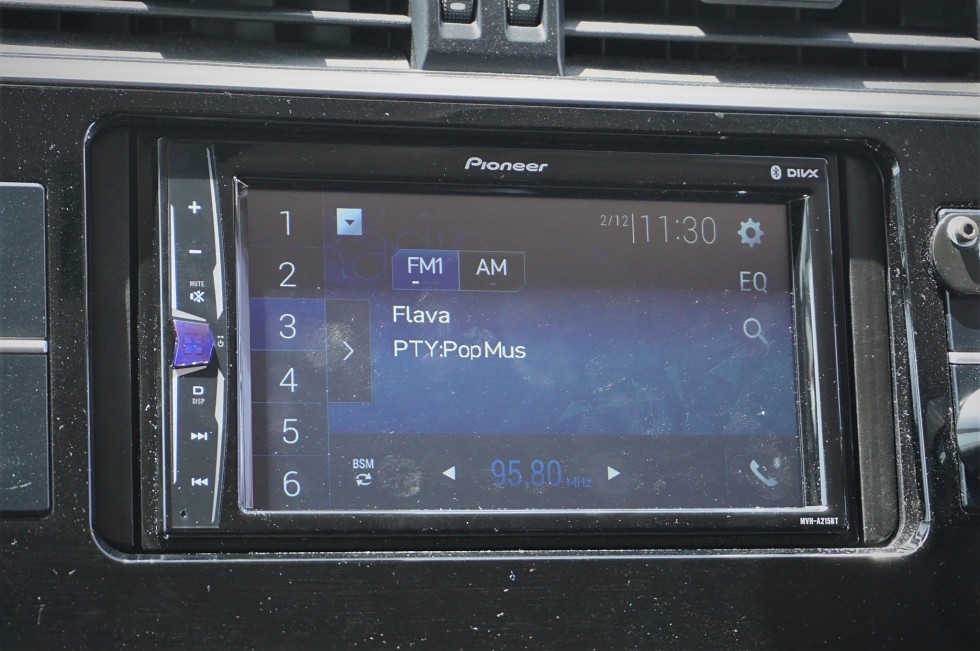 Pioneer
DIVX
2/12 11:30
FM1 AM
EQ
Flava
PTY:PopMus
1
2
3
4
5
6
MUTE
DISP
BSM
95.80 MHz
MVH-A215BT